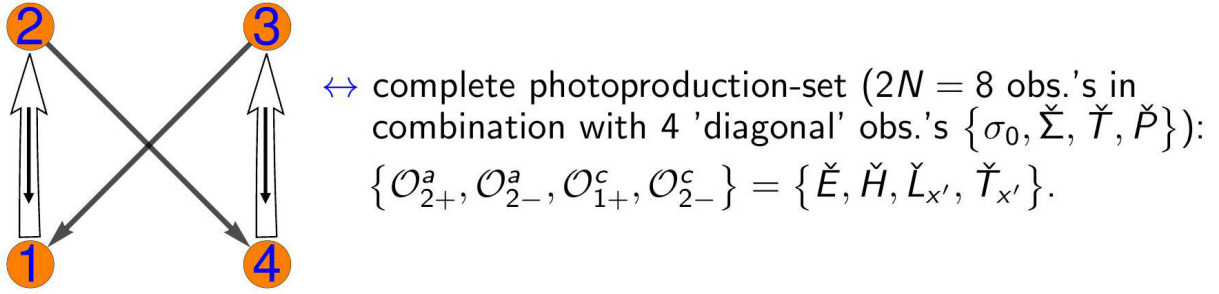 2 3
↔ complete photoproduction-set (2N = 8 obs.'s in
combination with 4 'diagonal' obs.'s {σ₀, Σ̌, Ť, P̌}):
{𝒪ᵃ₂₊, 𝒪ᵃ₂₋, 𝒪ᶜ₁₊, 𝒪ᶜ₂₋} = {Ě, Ȟ, Ľₓ′, Ťₓ′}.
1 4